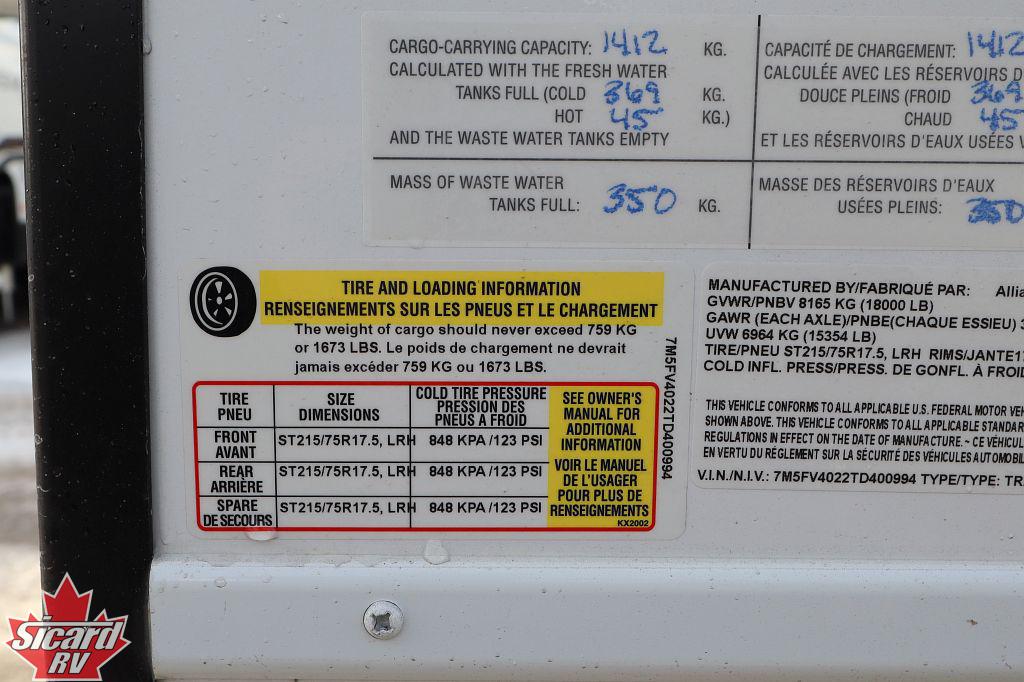 CARGO-CARRYING CAPACITY: 1412 KG.
CALCULATED WITH THE FRESH WATER
TANKS FULL (COLD 369 KG.
HOT 45 KG.)
AND THE WASTE WATER TANKS EMPTY
MASS OF WASTE WATER
TANKS FULL: 350 KG.
CAPACITÉ DE CHARGEMENT: 1412
CALCULÉE AVEC LES RÉSERVOIRS D
DOUCE PLEINS (FROID 369
CHAUD 45
ET LES RÉSERVOIRS D'EAUX USÉES
MASSE DES RÉSERVOIRS D'EAUX
USÉES PLEINS: 350
TIRE AND LOADING INFORMATION
RENSEIGNEMENTS SUR LES PNEUS ET LE CHARGEMENT
The weight of cargo should never exceed 759 KG
or 1673 LBS. Le poids de chargement ne devrait
jamais excéder 759 KG ou 1673 LBS.
TIRE
PNEU
SIZE
DIMENSIONS
COLD TIRE PRESSURE
PRESSION DES
PNEUS A FROID
FRONT
AVANT
ST215/75R17.5, LRH
848 KPA /123 PSI
REAR
ARRIÈRE
ST215/75R17.5, LRH
848 KPA /123 PSI
SPARE
DE SECOURS
ST215/75R17.5, LRH
848 KPA /123 PSI
SEE OWNER'S
MANUAL FOR
ADDITIONAL
INFORMATION
VOIR LE MANUEL
DE L'USAGER
POUR PLUS DE
RENSEIGNEMENTS
KX2002
7M5FV4022TD400994
MANUFACTURED BY/FABRIQUÉ PAR: Allia
GVWR/PNBV 8165 KG (18000 LB)
GAWR (EACH AXLE)/PNBE(CHAQUE ESSIEU) 3
UVW 6964 KG (15354 LB)
TIRE/PNEU ST215/75R17.5, LRH RIMS/JANTE17
COLD INFL. PRESS/PRESS. DE GONFL. À FROID
THIS VEHICLE CONFORMS TO ALL APPLICABLE U.S. FEDERAL MOTOR VEH
SHOWN ABOVE. THIS VEHICLE CONFORMS TO ALL APPLICABLE STANDAR
REGULATIONS IN EFFECT ON THE DATE OF MANUFACTURE. ~ CE VÉHICUL
EN VERTU DU RÉGLEMENT SUR LA SÉCURITÉ DES VÉHICULES AUTOMOBIL
V.I.N./N.I.V.: 7M5FV4022TD400994 TYPE/TYPE: TR
Sicard
RV